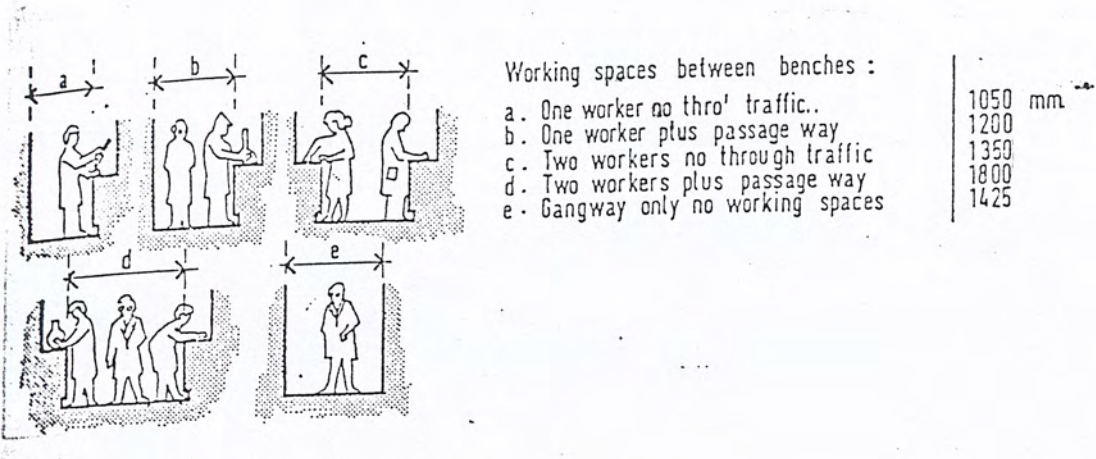 a
b
c
d
e
Working spaces between benches :
a. One worker no thro' traffic.. 1050 mm
b. One worker plus passage way 1200
c. Two workers no through traffic 1350
d. Two workers plus passage way 1800
e. Gangway only no working spaces 1425